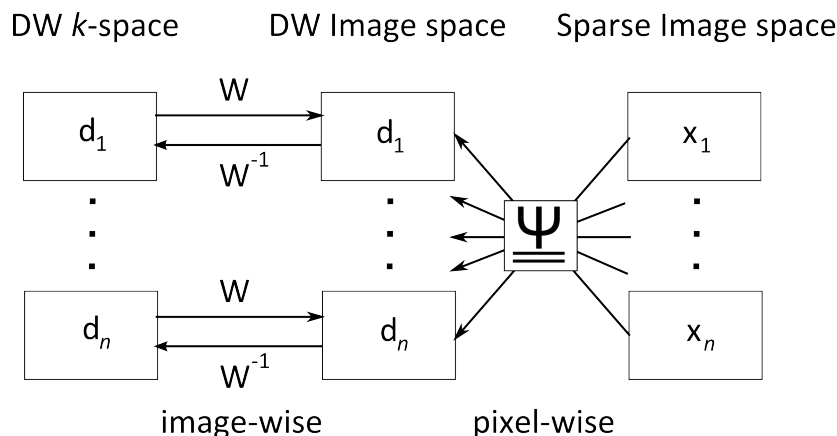 DW k-space DW Image space Sparse Image space
W
d₁ d₁ x₁
W⁻¹
Ψ
W
dₙ dₙ xₙ
W⁻¹
image-wise pixel-wise